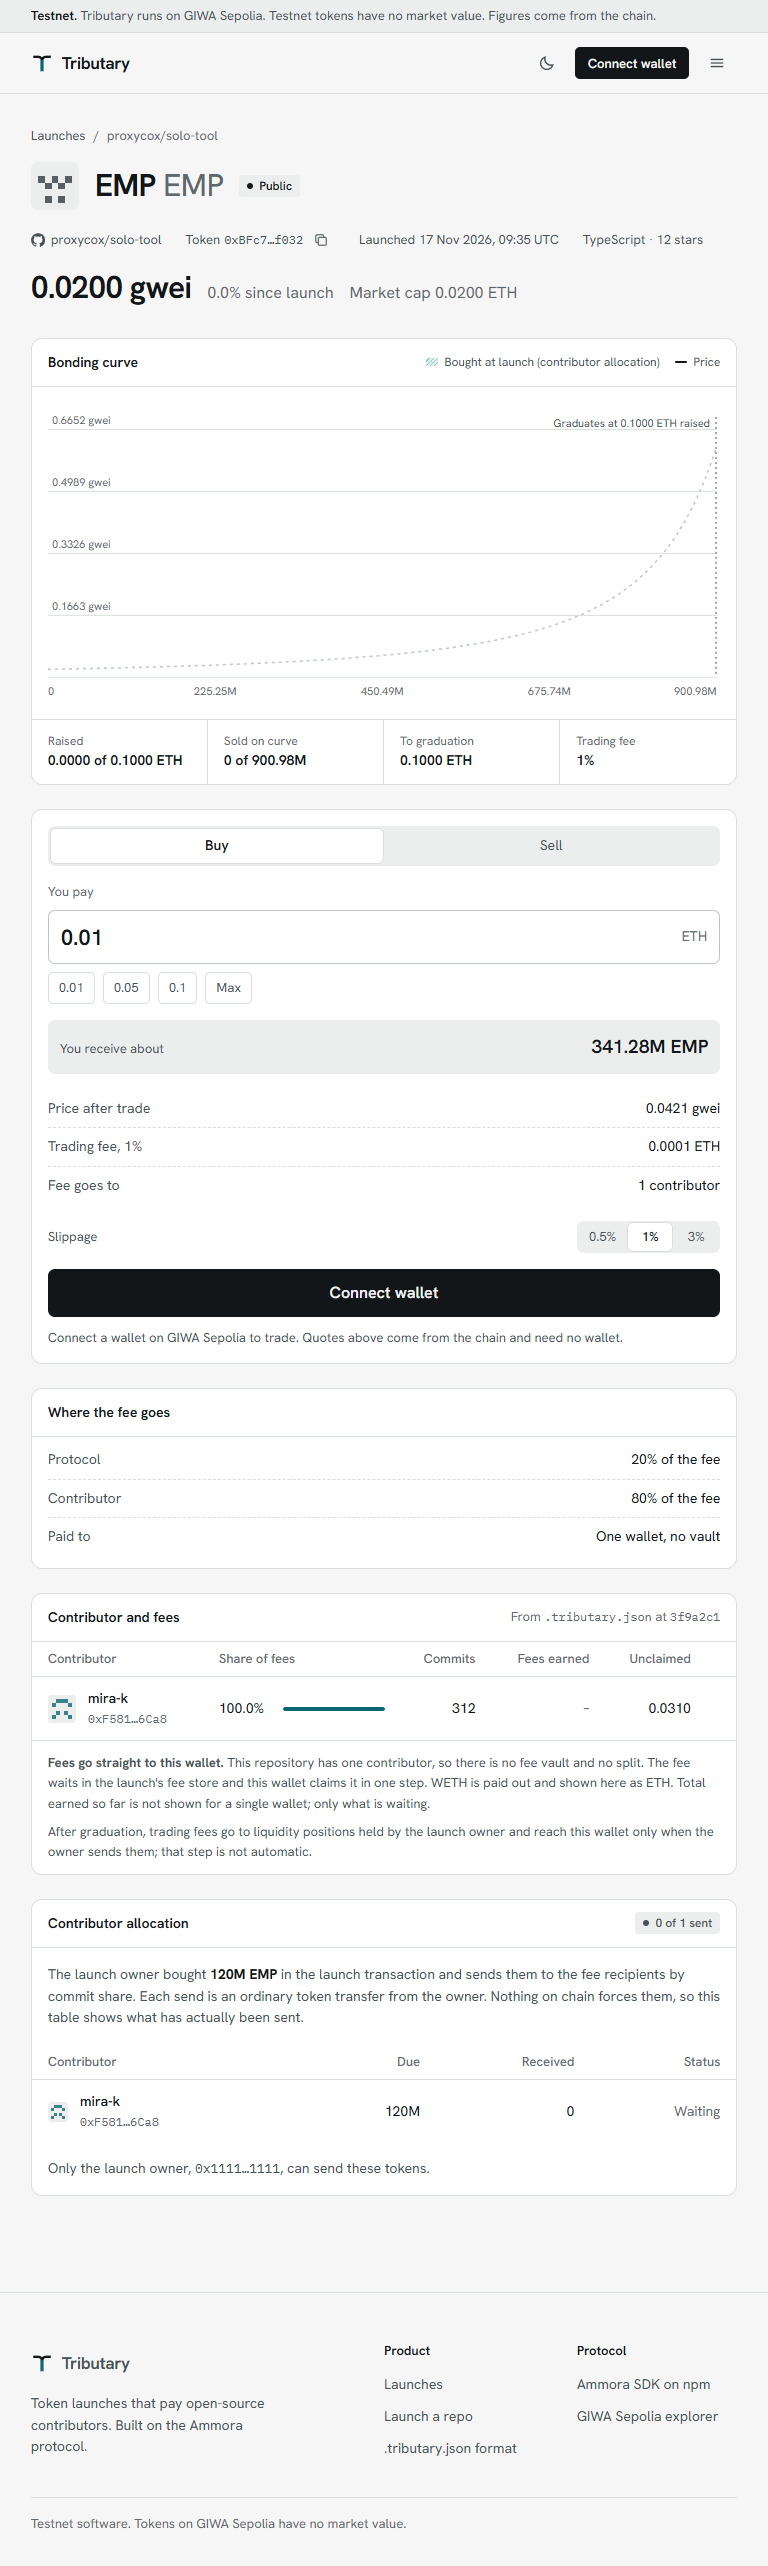 Testnet. Tributary runs on GIWA Sepolia. Testnet tokens have no market value. Figures come from the chain.
Tributary
Connect wallet
Launches / proxycox/solo-tool
EMP EMP
Public
proxycox/solo-tool Token 0xBFc7…f032 Launched 17 Nov 2026, 09:35 UTC TypeScript · 12 stars
0.0200 gwei 0.0% since launch Market cap 0.0200 ETH
Bonding curve
Bought at launch (contributor allocation) Price
0.6652 gwei
Graduates at 0.1000 ETH raised
0.4989 gwei
0.3326 gwei
0.1663 gwei
0 225.25M 450.49M 675.74M 900.98M
Raised Sold on curve To graduation Trading fee
0.0000 of 0.1000 ETH 0 of 900.98M 0.1000 ETH 1%
Buy Sell
You pay
0.01 ETH
0.01 0.05 0.1 Max
You receive about 341.28M EMP
Price after trade 0.0421 gwei
Trading fee, 1% 0.0001 ETH
Fee goes to 1 contributor
Slippage 0.5% 1% 3%
Connect wallet
Connect a wallet on GIWA Sepolia to trade. Quotes above come from the chain and need no wallet.
Where the fee goes
Protocol 20% of the fee
Contributor 80% of the fee
Paid to One wallet, no vault
Contributor and fees From .tributary.json at 3f9a2c1
Contributor Share of fees Commits Fees earned Unclaimed
mira-k
0xF581…6Ca8
100.0% 312 – 0.0310
Fees go straight to this wallet. This repository has one contributor, so there is no fee vault and no split. The fee
waits in the launch's fee store and this wallet claims it in one step. WETH is paid out and shown here as ETH. Total
earned so far is not shown for a single wallet; only what is waiting.
After graduation, trading fees go to liquidity positions held by the launch owner and reach this wallet only when the
owner sends them; that step is not automatic.
Contributor allocation 0 of 1 sent
The launch owner bought 120M EMP in the launch transaction and sends them to the fee recipients by
commit share. Each send is an ordinary token transfer from the owner. Nothing on chain forces them, so this
table shows what has actually been sent.
Contributor Due Received Status
mira-k
0xF581…6Ca8
120M 0 Waiting
Only the launch owner, 0x1111…1111, can send these tokens.
Tributary
Token launches that pay open-source
contributors. Built on the Ammora
protocol.
Product
Launches
Launch a repo
.tributary.json format
Protocol
Ammora SDK on npm
GIWA Sepolia explorer
Testnet software. Tokens on GIWA Sepolia have no market value.